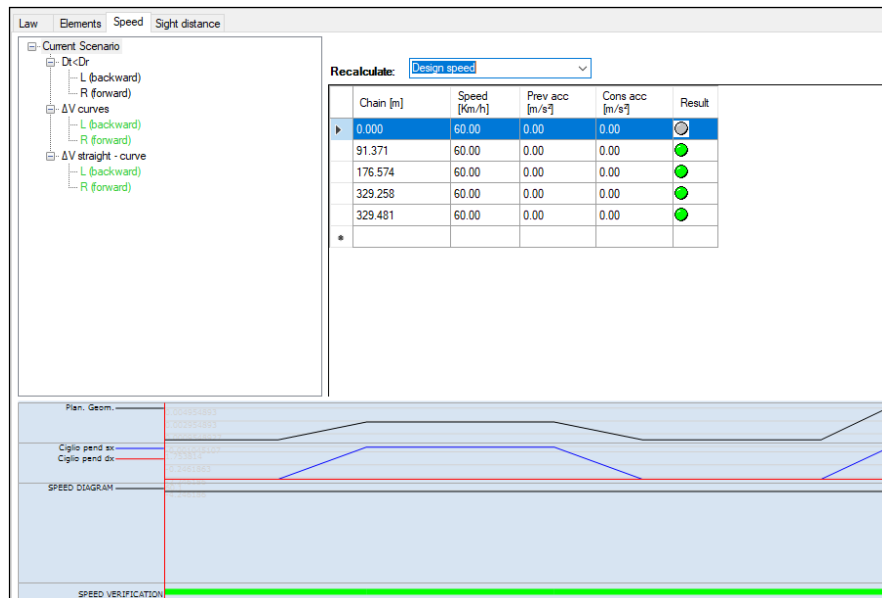 Law Elements Speed Sight distance
Current Scenario
Dt<Dr
L (backward)
R (forward)
ΔV curves
L (backward)
R (forward)
ΔV straight - curve
L (backward)
R (forward)
Recalculate: Design speed
Chain [m] Speed [Km/h] Prev acc [m/s²] Cons acc [m/s²] Result
0.000 60.00 0.00 0.00
91.371 60.00 0.00 0.00
176.574 60.00 0.00 0.00
329.258 60.00 0.00 0.00
329.481 60.00 0.00 0.00
*
Plan. Geom.
Ciglio pend sx
Ciglio pend dx
SPEED DIAGRAM
SPEED VERIFICATION